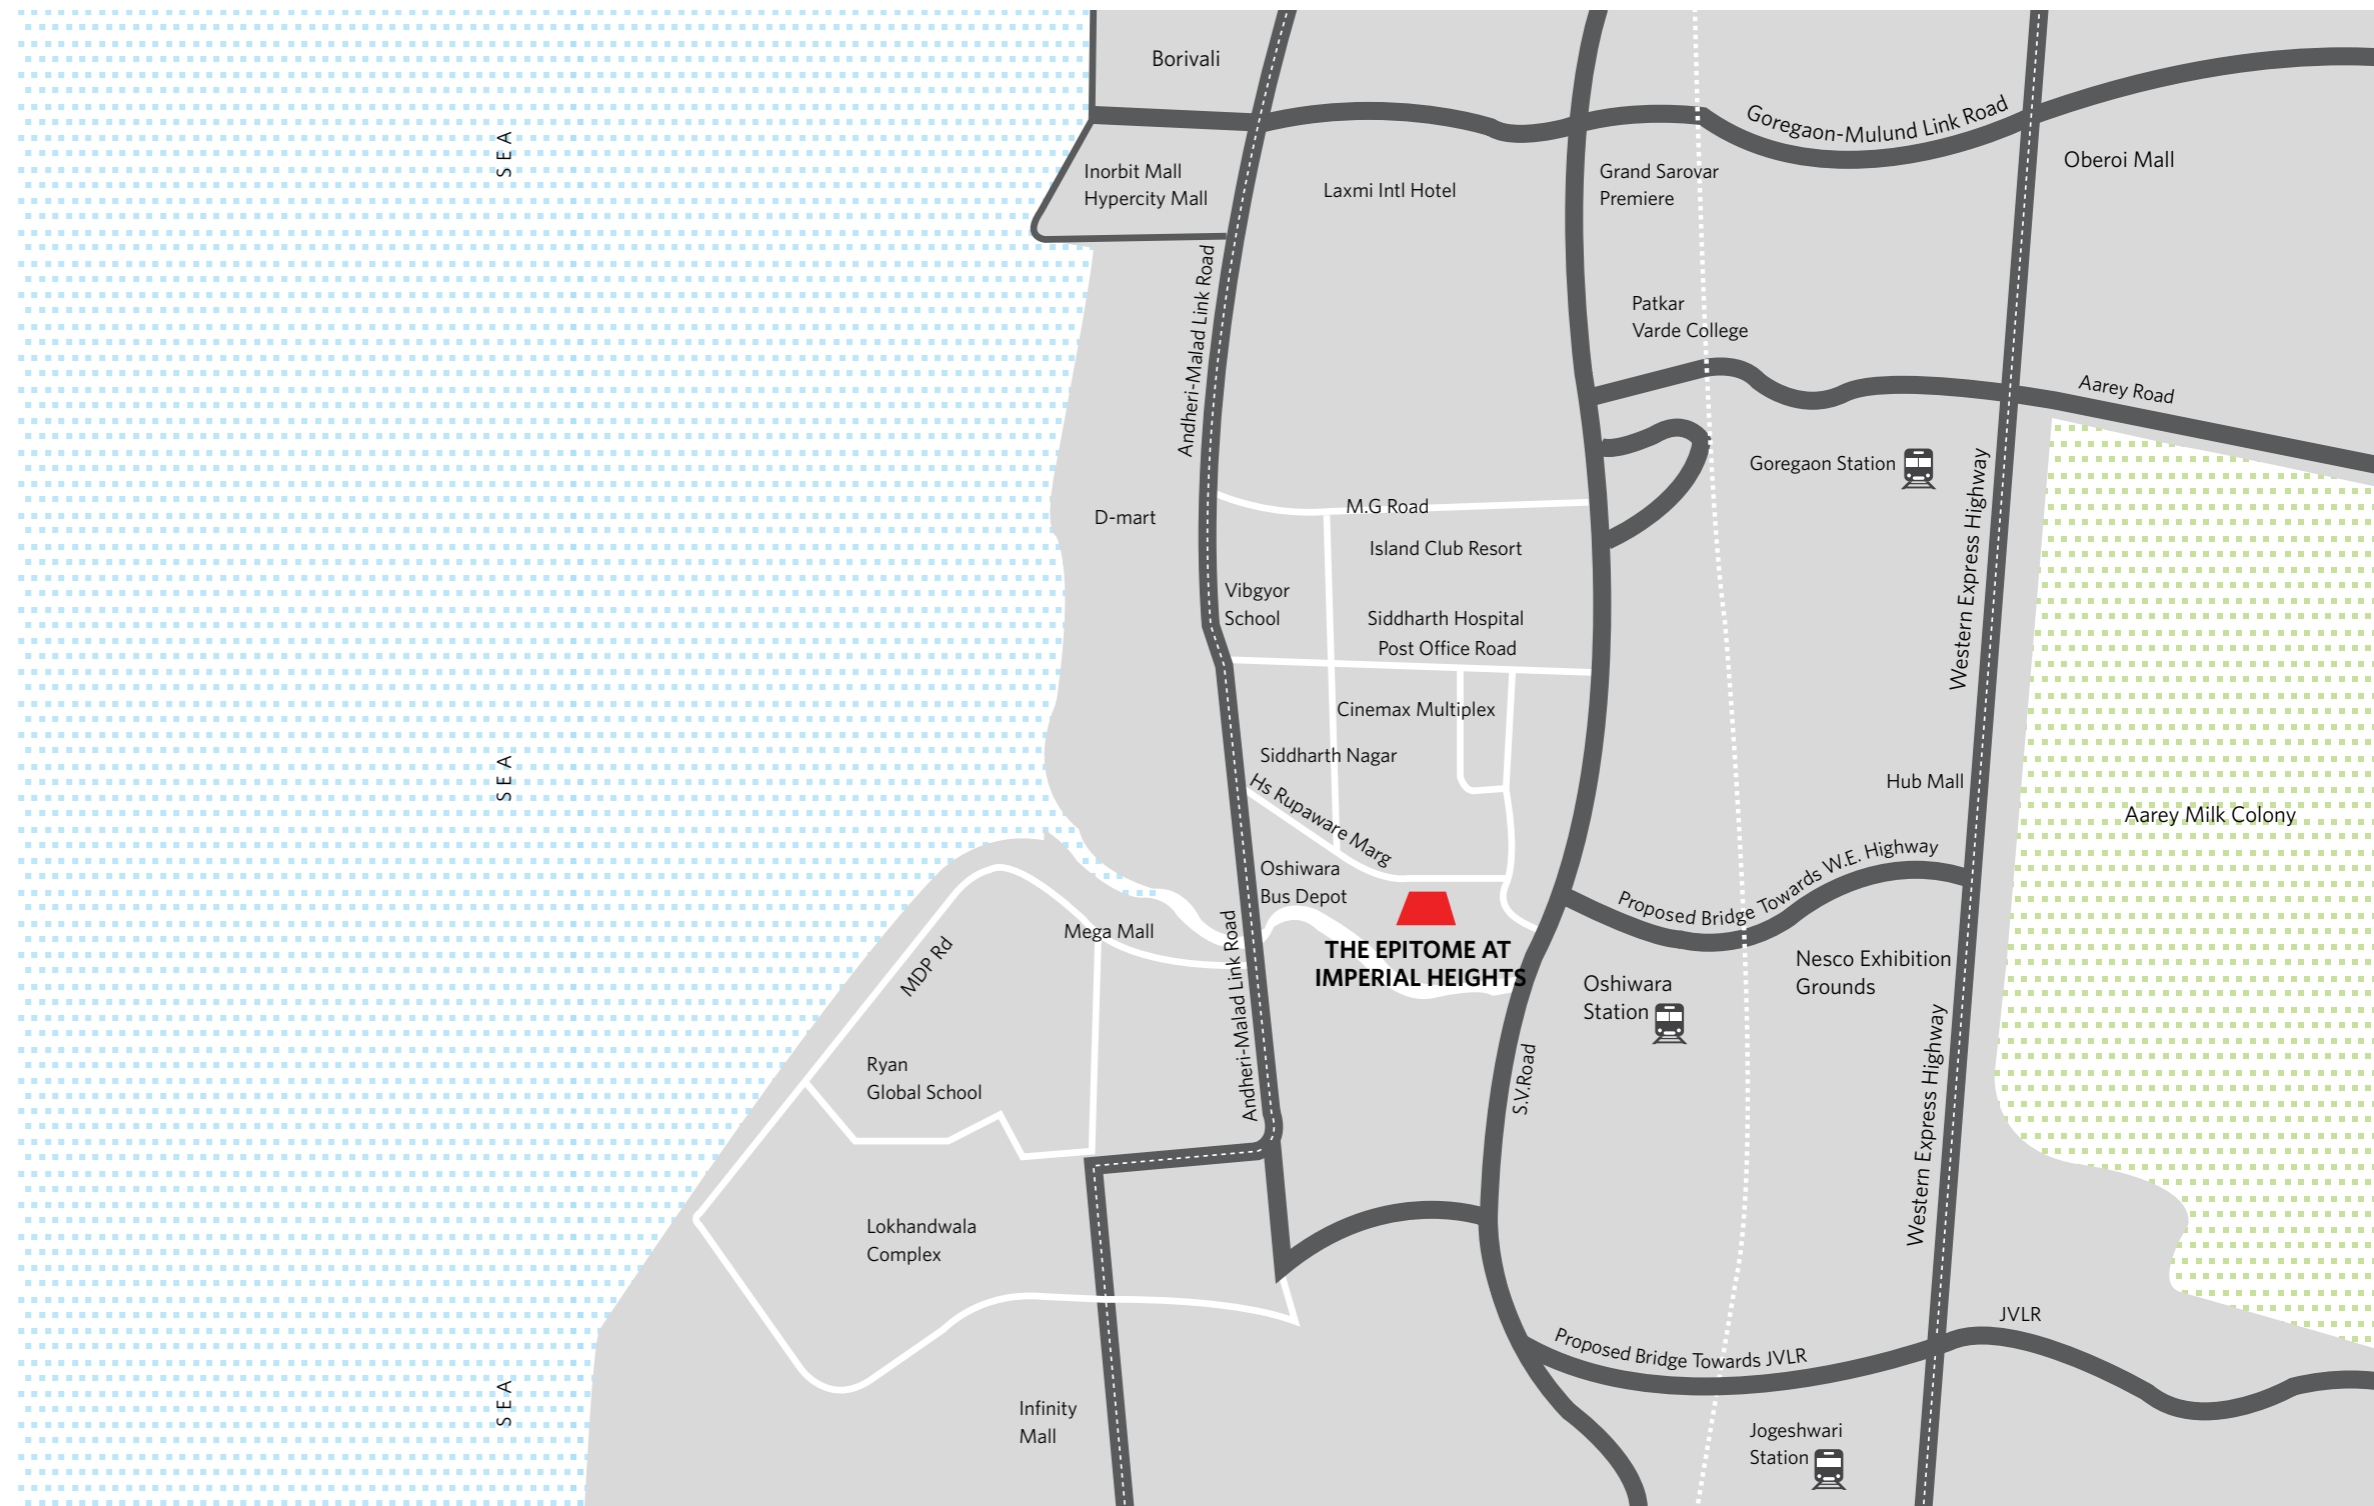 Borivali
Goregaon-Mulund Link Road
SEA
Inorbit Mall
Hypercity Mall
Laxmi Intl Hotel
Grand Sarovar
Premiere
Oberoi Mall
Andheri-Malad Link Road
Patkar
Varde College
Aarey Road
Goregaon Station
Western Express Highway
D-mart
M.G Road
Island Club Resort
Vibgyor
School
Siddharth Hospital
Post Office Road
Cinemax Multiplex
Siddharth Nagar
SEA
Hs Rupaware Marg
Hub Mall
Aarey Milk Colony
Oshiwara
Bus Depot
Proposed Bridge Towards W.E. Highway
Mega Mall
MDP Rd
Andheri-Malad Link Road
THE EPITOME AT
IMPERIAL HEIGHTS
Oshiwara
Station
Nesco Exhibition
Grounds
Ryan
Global School
S.V.Road
Western Express Highway
Lokhandwala
Complex
JVLR
Proposed Bridge Towards JVLR
SEA
Infinity
Mall
Jogeshwari
Station